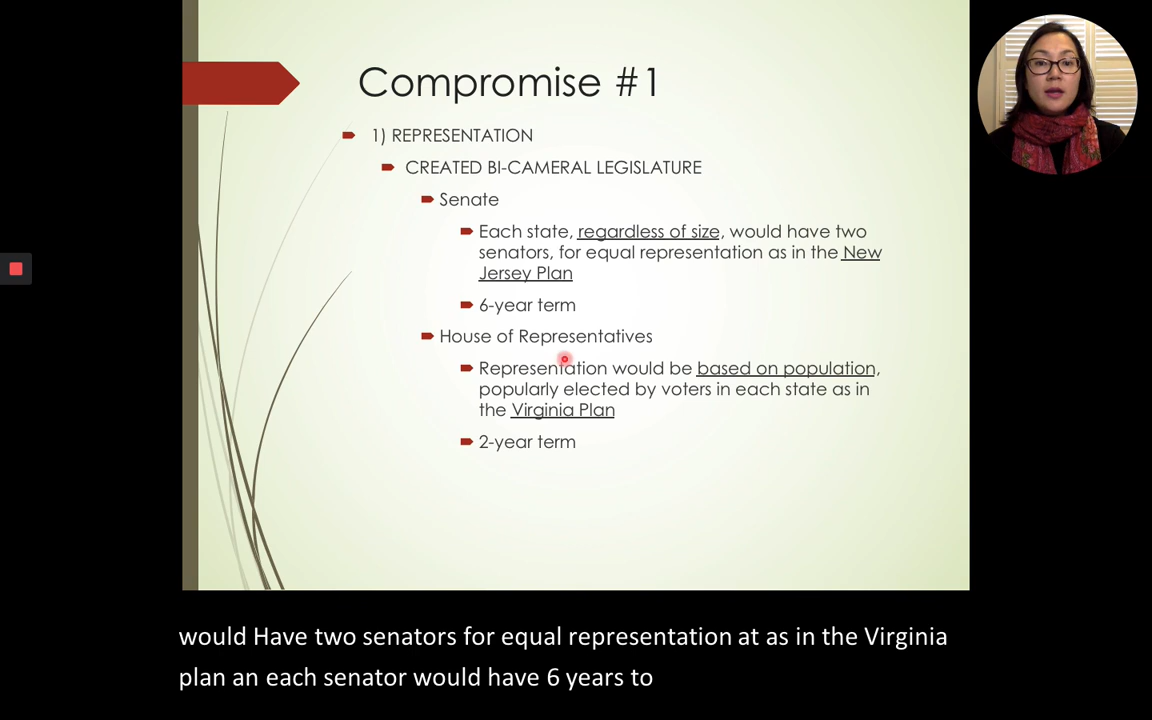 Compromise #1
1) REPRESENTATION
CREATED BI-CAMERAL LEGISLATURE
Senate
Each state, regardless of size, would have two
senators, for equal representation as in the New
Jersey Plan
6-year term
House of Representatives
Representation would be based on population,
popularly elected by voters in each state as in
the Virginia Plan
2-year term
would Have two senators for equal representation at as in the Virginia
plan an each senator would have 6 years to